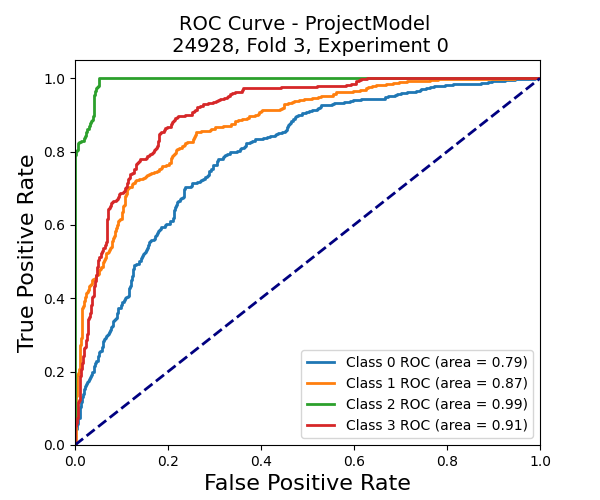 ROC Curve - ProjectModel
24928, Fold 3, Experiment 0
True Positive Rate
1.0
0.8
0.6
0.4
0.2
0.0
Class 0 ROC (area = 0.79)
Class 1 ROC (area = 0.87)
Class 2 ROC (area = 0.99)
Class 3 ROC (area = 0.91)
0.0 0.2 0.4 0.6 0.8 1.0
False Positive Rate